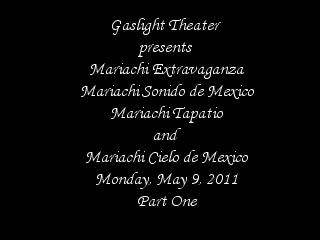 Gaslight Theater
presents
Mariachi Extravaganza
Mariachi Sonido de Mexico
Mariachi Tapatio
and
Mariachi Cielo de Mexico
Monday, May 9, 2011
Part One